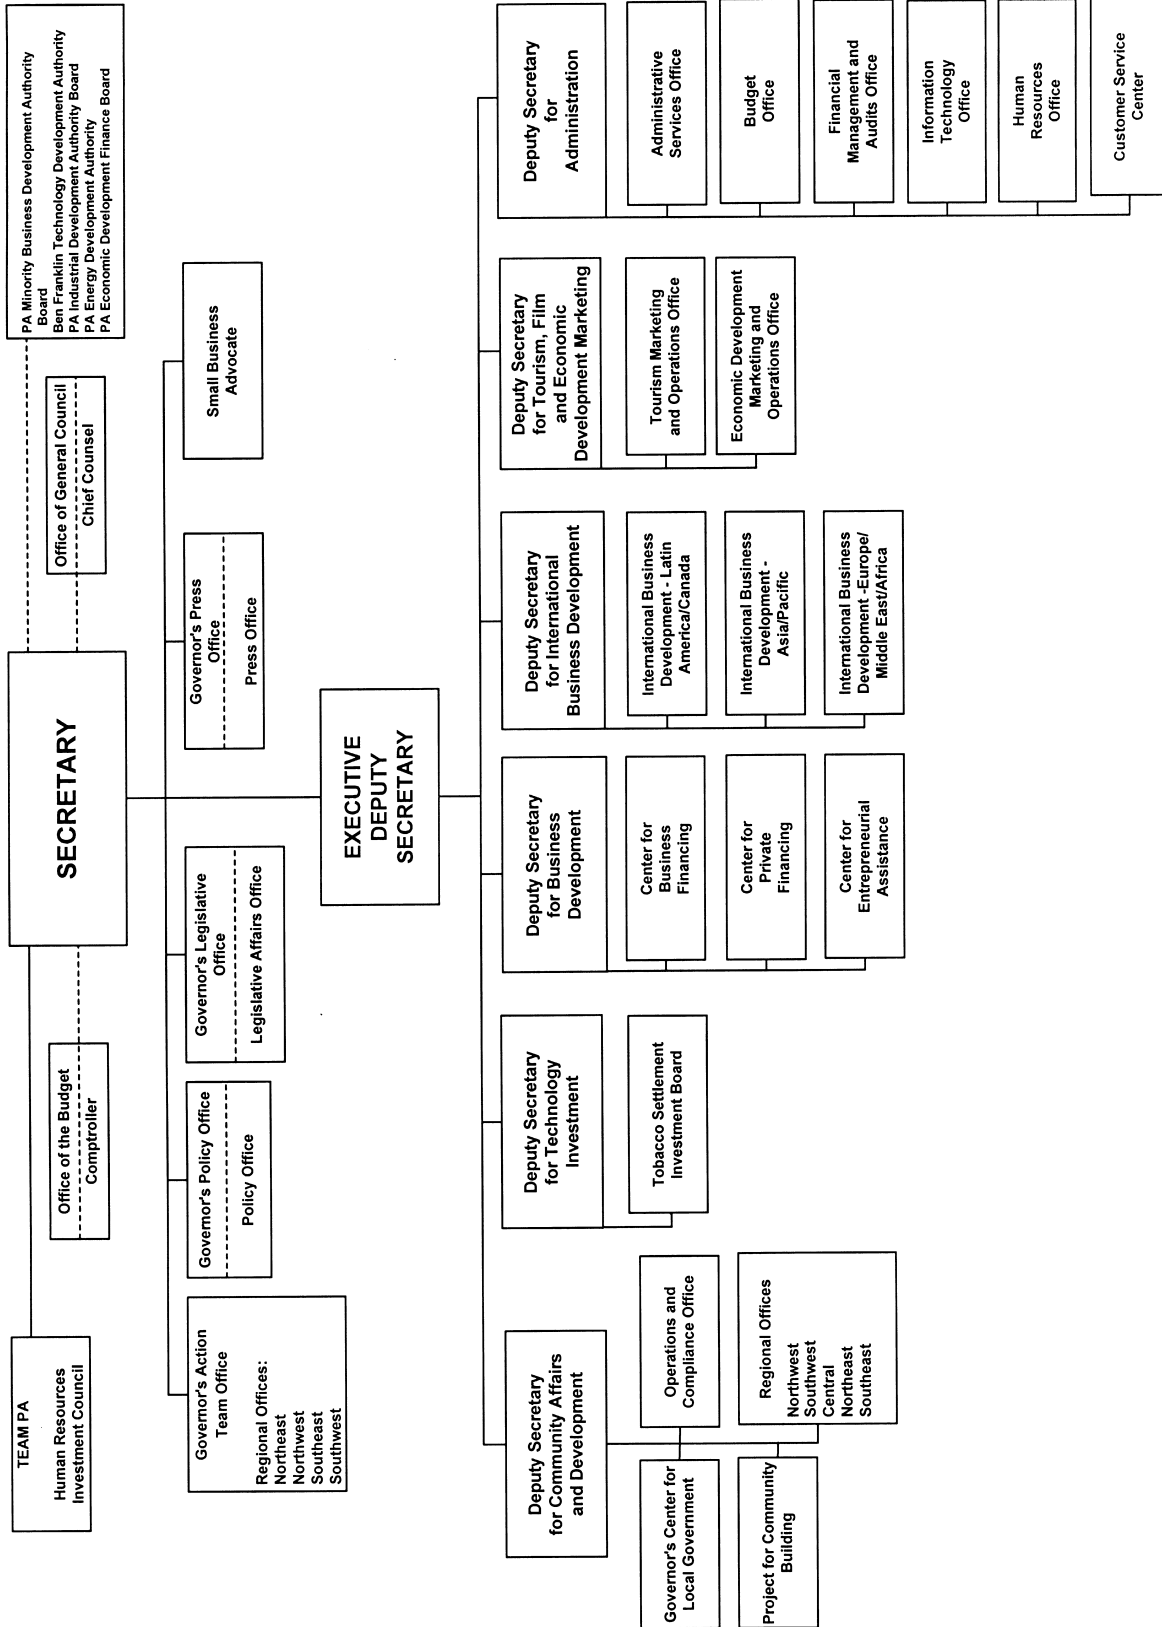 TEAM PA
Human Resources
Investment Council
SECRETARY
PA Minority Business Development Authority
Board
Ben Franklin Technology Development Authority
PA Industrial Development Authority Board
PA Energy Development Authority
PA Economic Development Finance Board
Office of the Budget
Comptroller
Office of General Council
Chief Counsel
Governor's Action
Team Office
Regional Offices:
Northeast
Northwest
Southeast
Southwest
Governor's Policy Office
Policy Office
Governor's Legislative
Office
Legislative Affairs Office
Governor's Press
Office
Press Office
Small Business
Advocate
EXECUTIVE
DEPUTY
SECRETARY
Deputy Secretary
for Community Affairs
and Development
Governor's Center for
Local Government
Operations and
Compliance Office
Project for Community
Building
Regional Offices
Northwest
Southwest
Central
Northeast
Southeast
Deputy Secretary
for Technology
Investment
Tobacco Settlement
Investment Board
Deputy Secretary
for Business
Development
Center for
Business
Financing
Center for
Private
Financing
Center for
Entrepreneurial
Assistance
Deputy Secretary
for International
Business Development
International Business
Development - Latin
America/Canada
International Business
Development -
Asia/Pacific
International Business
Development -Europe/
Middle East/Africa
Deputy Secretary
for Tourism, Film
and Economic
Development Marketing
Tourism Marketing
and Operations Office
Economic Development
Marketing and
Operations Office
Deputy Secretary
for
Administration
Administrative
Services Office
Budget
Office
Financial
Management and
Audits Office
Information
Technology
Office
Human
Resources
Office
Customer Service
Center